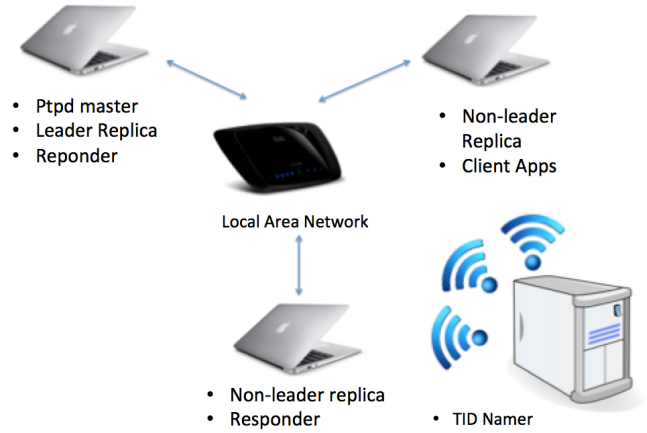 • Ptpd master
• Leader Replica
• Reponder
• Non-leader
Replica
• Client Apps
Local Area Network
• Non-leader replica
• Responder
• TID Namer